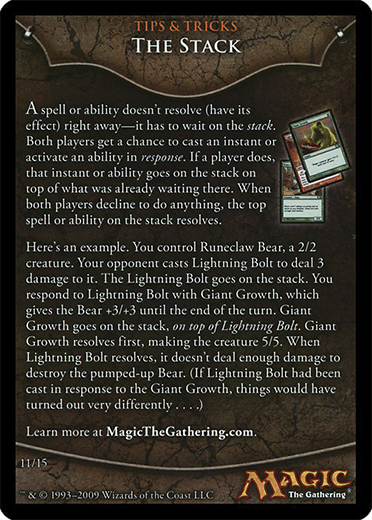 TIPS & TRICKS
THE STACK
A spell or ability doesn't resolve (have its
effect) right away—it has to wait on the stack.
Both players get a chance to cast an instant or
activate an ability in response. If a player does,
that instant or ability goes on the stack on
top of what was already waiting there. When
both players decline to do anything, the top
spell or ability on the stack resolves.
Here's an example. You control Runeclaw Bear, a 2/2
creature. Your opponent casts Lightning Bolt to deal 3
damage to it. The Lightning Bolt goes on the stack. You
respond to Lightning Bolt with Giant Growth, which
gives the Bear +3/+3 until the end of the turn. Giant
Growth goes on the stack, on top of Lightning Bolt. Giant
Growth resolves first, making the creature 5/5. When
Lightning Bolt resolves, it doesn't deal enough damage to
destroy the pumped-up Bear. (If Lightning Bolt had been
cast in response to the Giant Growth, things would have
turned out very differently . . . .)
Learn more at MagicTheGathering.com.
11/15
MAGIC
The Gathering
™ & © 1993–2009 Wizards of the Coast LLC